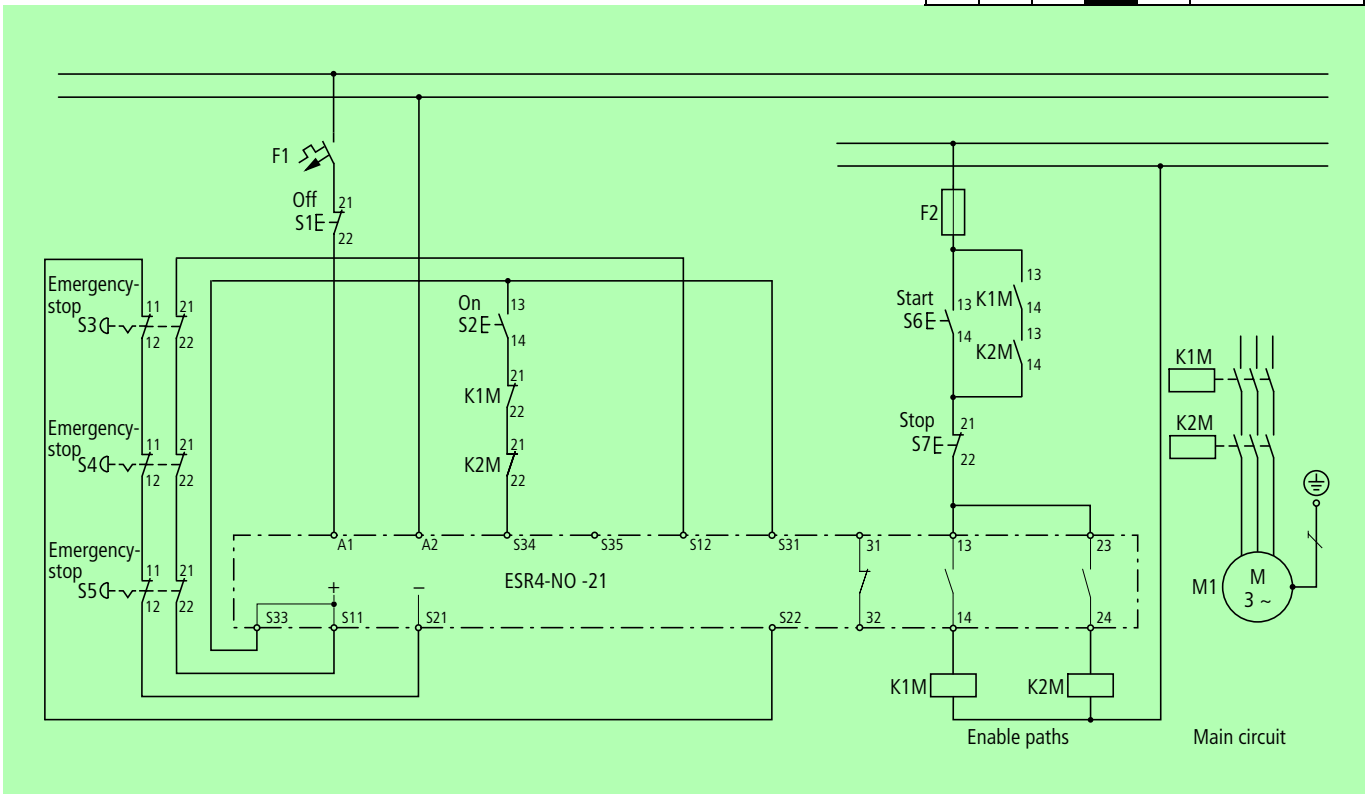 F1
Off
S1E
21
22
F2
Emergency-
stop
S3
11
21
12
22
On
S2E
13
14
K1M
21
22
K2M
21
22
Start
S6E
13
14
K1M
13
14
K2M
13
14
Stop
S7E
21
22
Emergency-
stop
S4
11
21
12
22
Emergency-
stop
S5
11
21
12
22
A1
A2
S34
S35
S12
S31
31
13
23
ESR4-NO -21
+
−
S33
S11
S21
S22
32
14
24
K1M
K2M
Enable paths
K1M
K2M
M1
M
3 ~
Main circuit